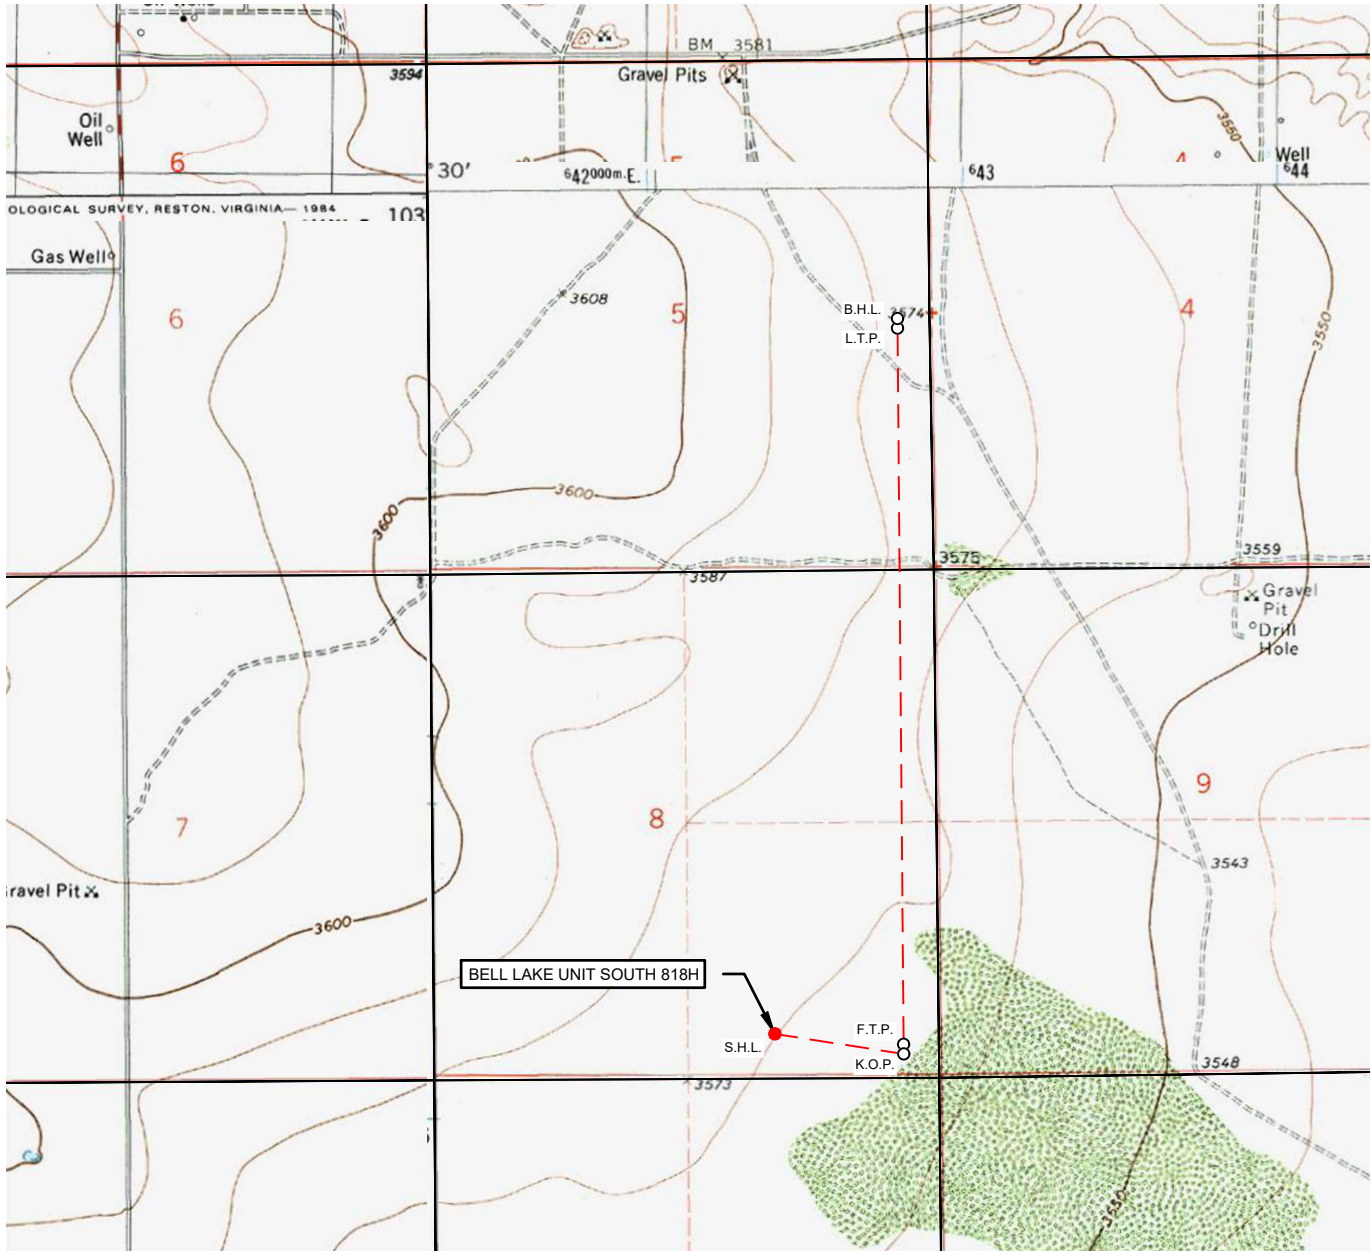 BM 3581
3594
Gravel Pits
Oil
Well
3550
6
Well
30'
642000m.E.
643
644
OLOGICAL SURVEY, RESTON, VIRGINIA— 1984
103
Gas Well
3608
B.H.L.
3574
6
5
4
L.T.P.
3550
3600
3600
3575
3559
3587
Gravel
Pit
Drill
Hole
9
7
8
3543
ravel Pit
3600
BELL LAKE UNIT SOUTH 818H
F.T.P.
S.H.L.
K.O.P.
3548
3573
3550